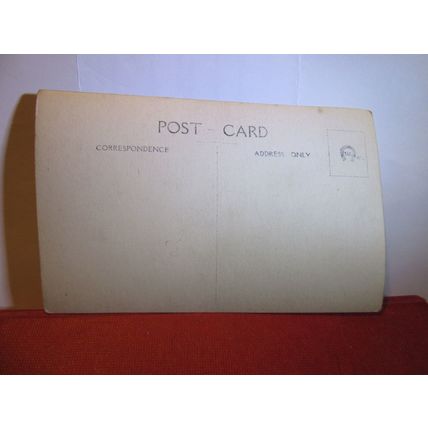 POST - CARD
CORRESPONDENCE
ADDRESS ONLY